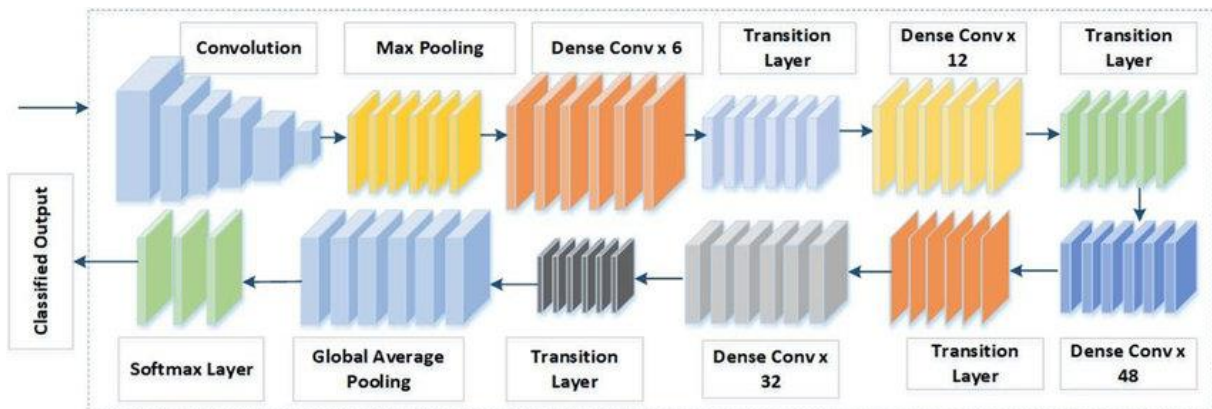 Convolution
Max Pooling
Dense Conv x 6
Transition
Layer
Dense Conv x
12
Transition
Layer
Classified Output
Softmax Layer
Global Average
Pooling
Transition
Layer
Dense Conv x
32
Transition
Layer
Dense Conv x
48